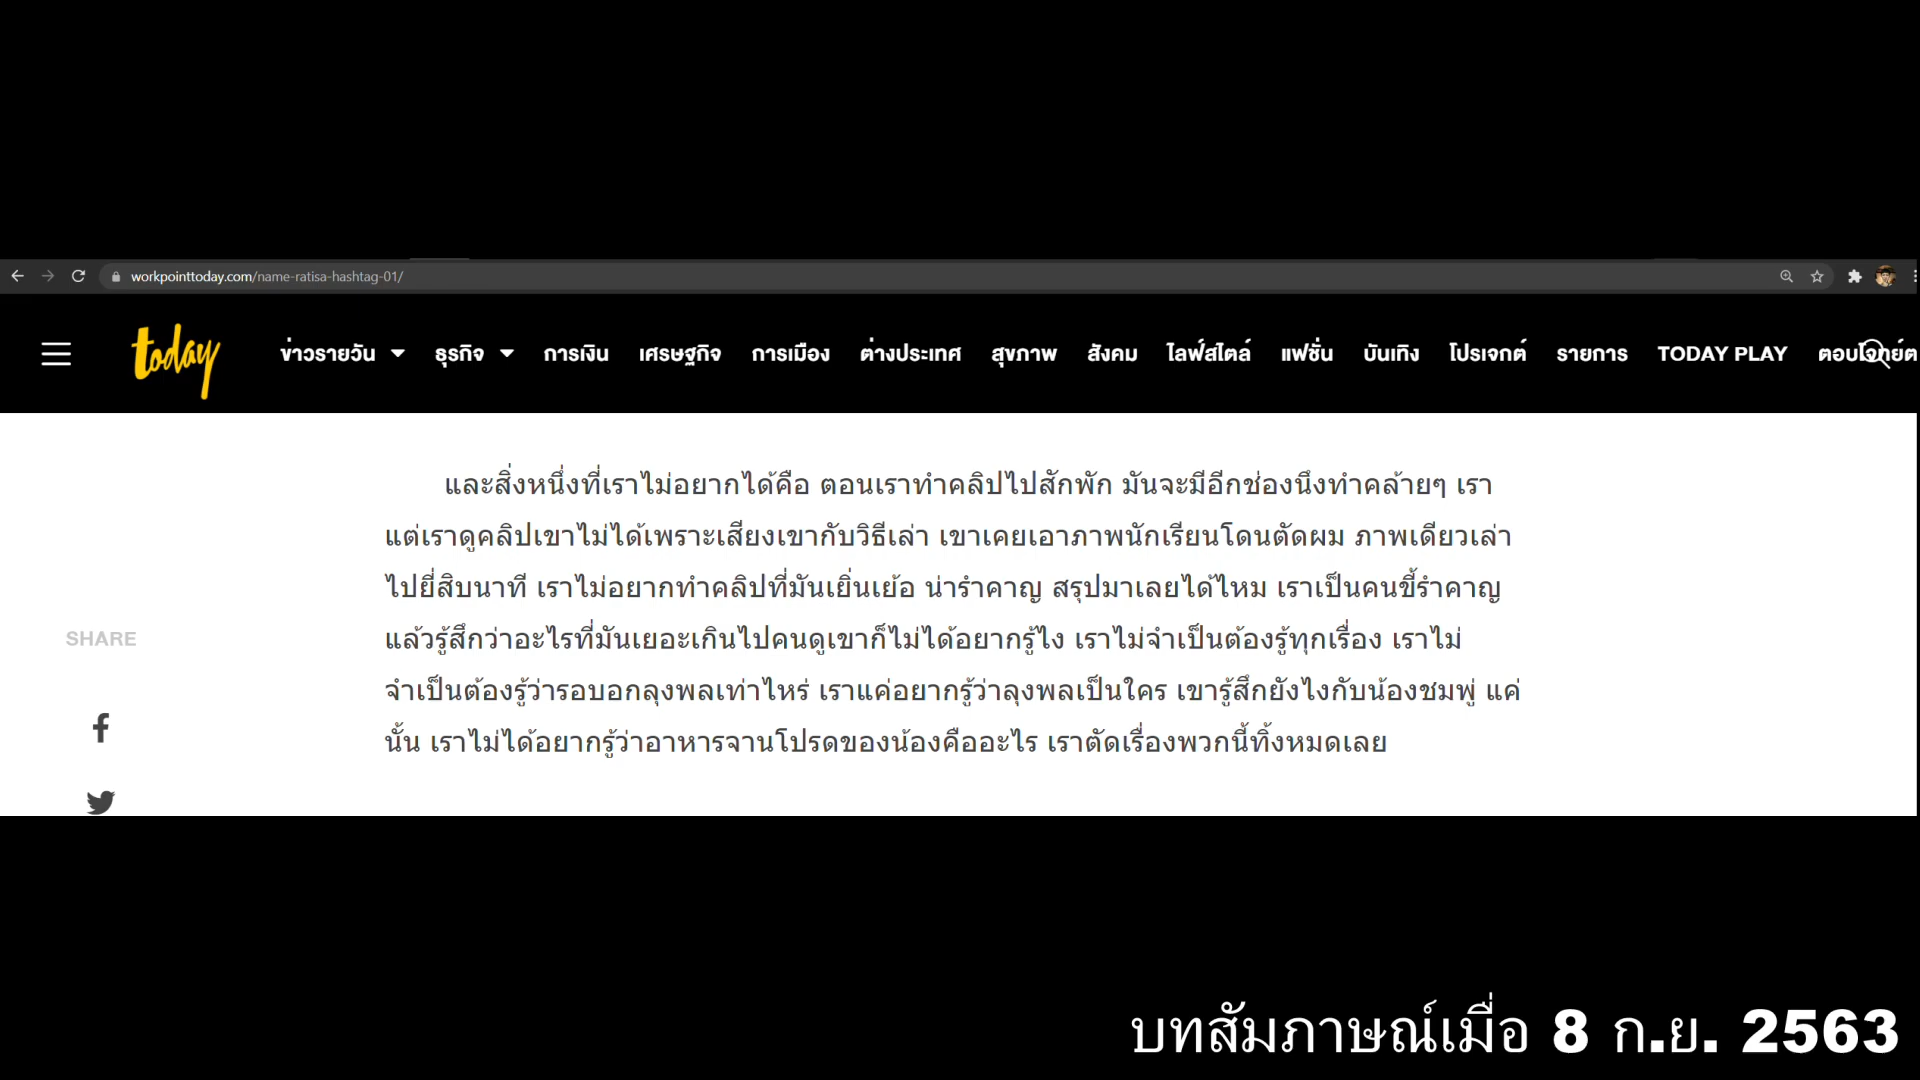 workpointtoday.com/name-ratisa-hashtag-01/
today
ข่าวรายวัน ธุรกิจ การเงิน เศรษฐกิจ การเมือง ต่างประเทศ สุขภาพ สังคม ไลฟ์สไตล์ แฟชั่น บันเทิง โปรเจกต์ รายการ TODAY PLAY ตอบโจทย์ต
และสิ่งหนึ่งที่เราไม่อยากได้คือ ตอนเราทำคลิปไปสักพัก มันจะมีอีกช่องนึงทำคล้ายๆ เรา
แต่เราดูคลิปเขาไม่ได้เพราะเสียงเขากับวิธีเล่า เขาเคยเอาภาพนักเรียนโดนตัดผม ภาพเดียวเล่า
ไปยี่สิบนาที เราไม่อยากทำคลิปที่มันเยิ่นเย้อ น่ารำคาญ สรุปมาเลยได้ไหม เราเป็นคนขี้รำคาญ
แล้วรู้สึกว่าอะไรที่มันเยอะเกินไปคนดูเขาก็ไม่ได้อยากรู้ไง เราไม่จำเป็นต้องรู้ทุกเรื่อง เราไม่
จำเป็นต้องรู้ว่ารอบอกลุงพลเท่าไหร่ เราแค่อยากรู้ว่าลุงพลเป็นใคร เขารู้สึกยังไงกับน้องชมพู่ แค่
นั้น เราไม่ได้อยากรู้ว่าอาหารจานโปรดของน้องคืออะไร เราตัดเรื่องพวกนี้ทิ้งหมดเลย
SHARE
บทสัมภาษณ์เมื่อ 8 ก.ย. 2563